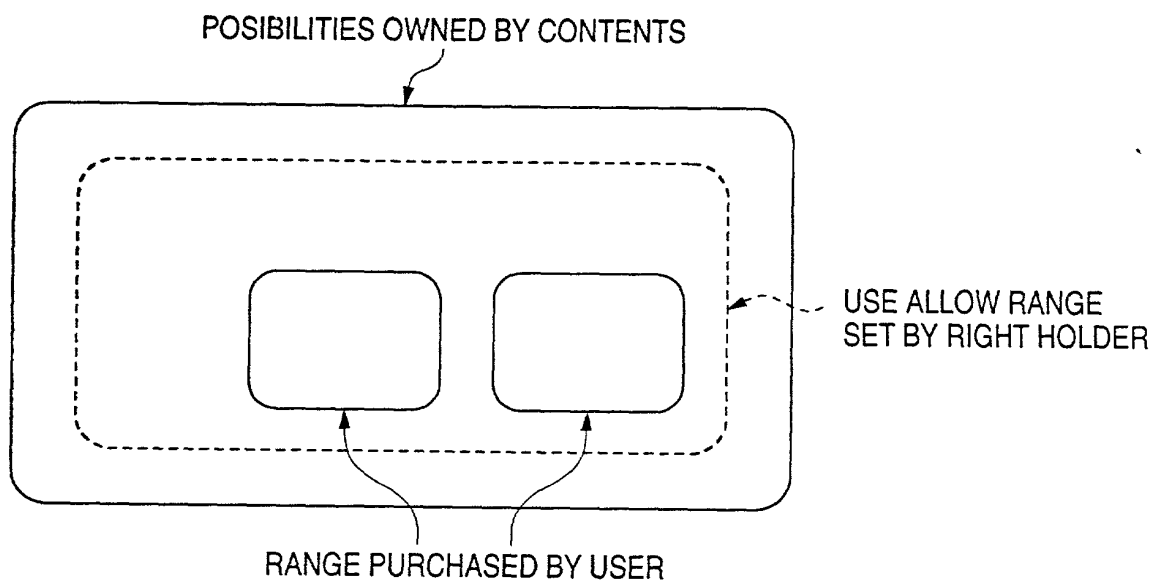 POSIBILITIES OWNED BY CONTENTS
USE ALLOW RANGE
SET BY RIGHT HOLDER
RANGE PURCHASED BY USER